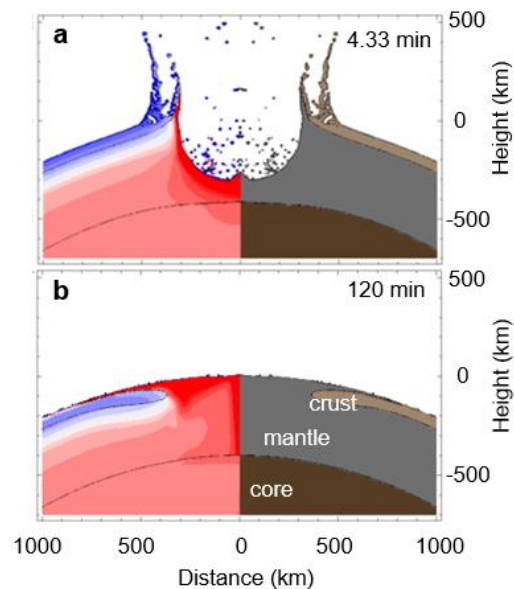 a
4.33 min
500
0
-500
Height (km)
b
120 min
500
0
-500
Height (km)
crust
mantle
core
1000 500 0 500 1000
Distance (km)